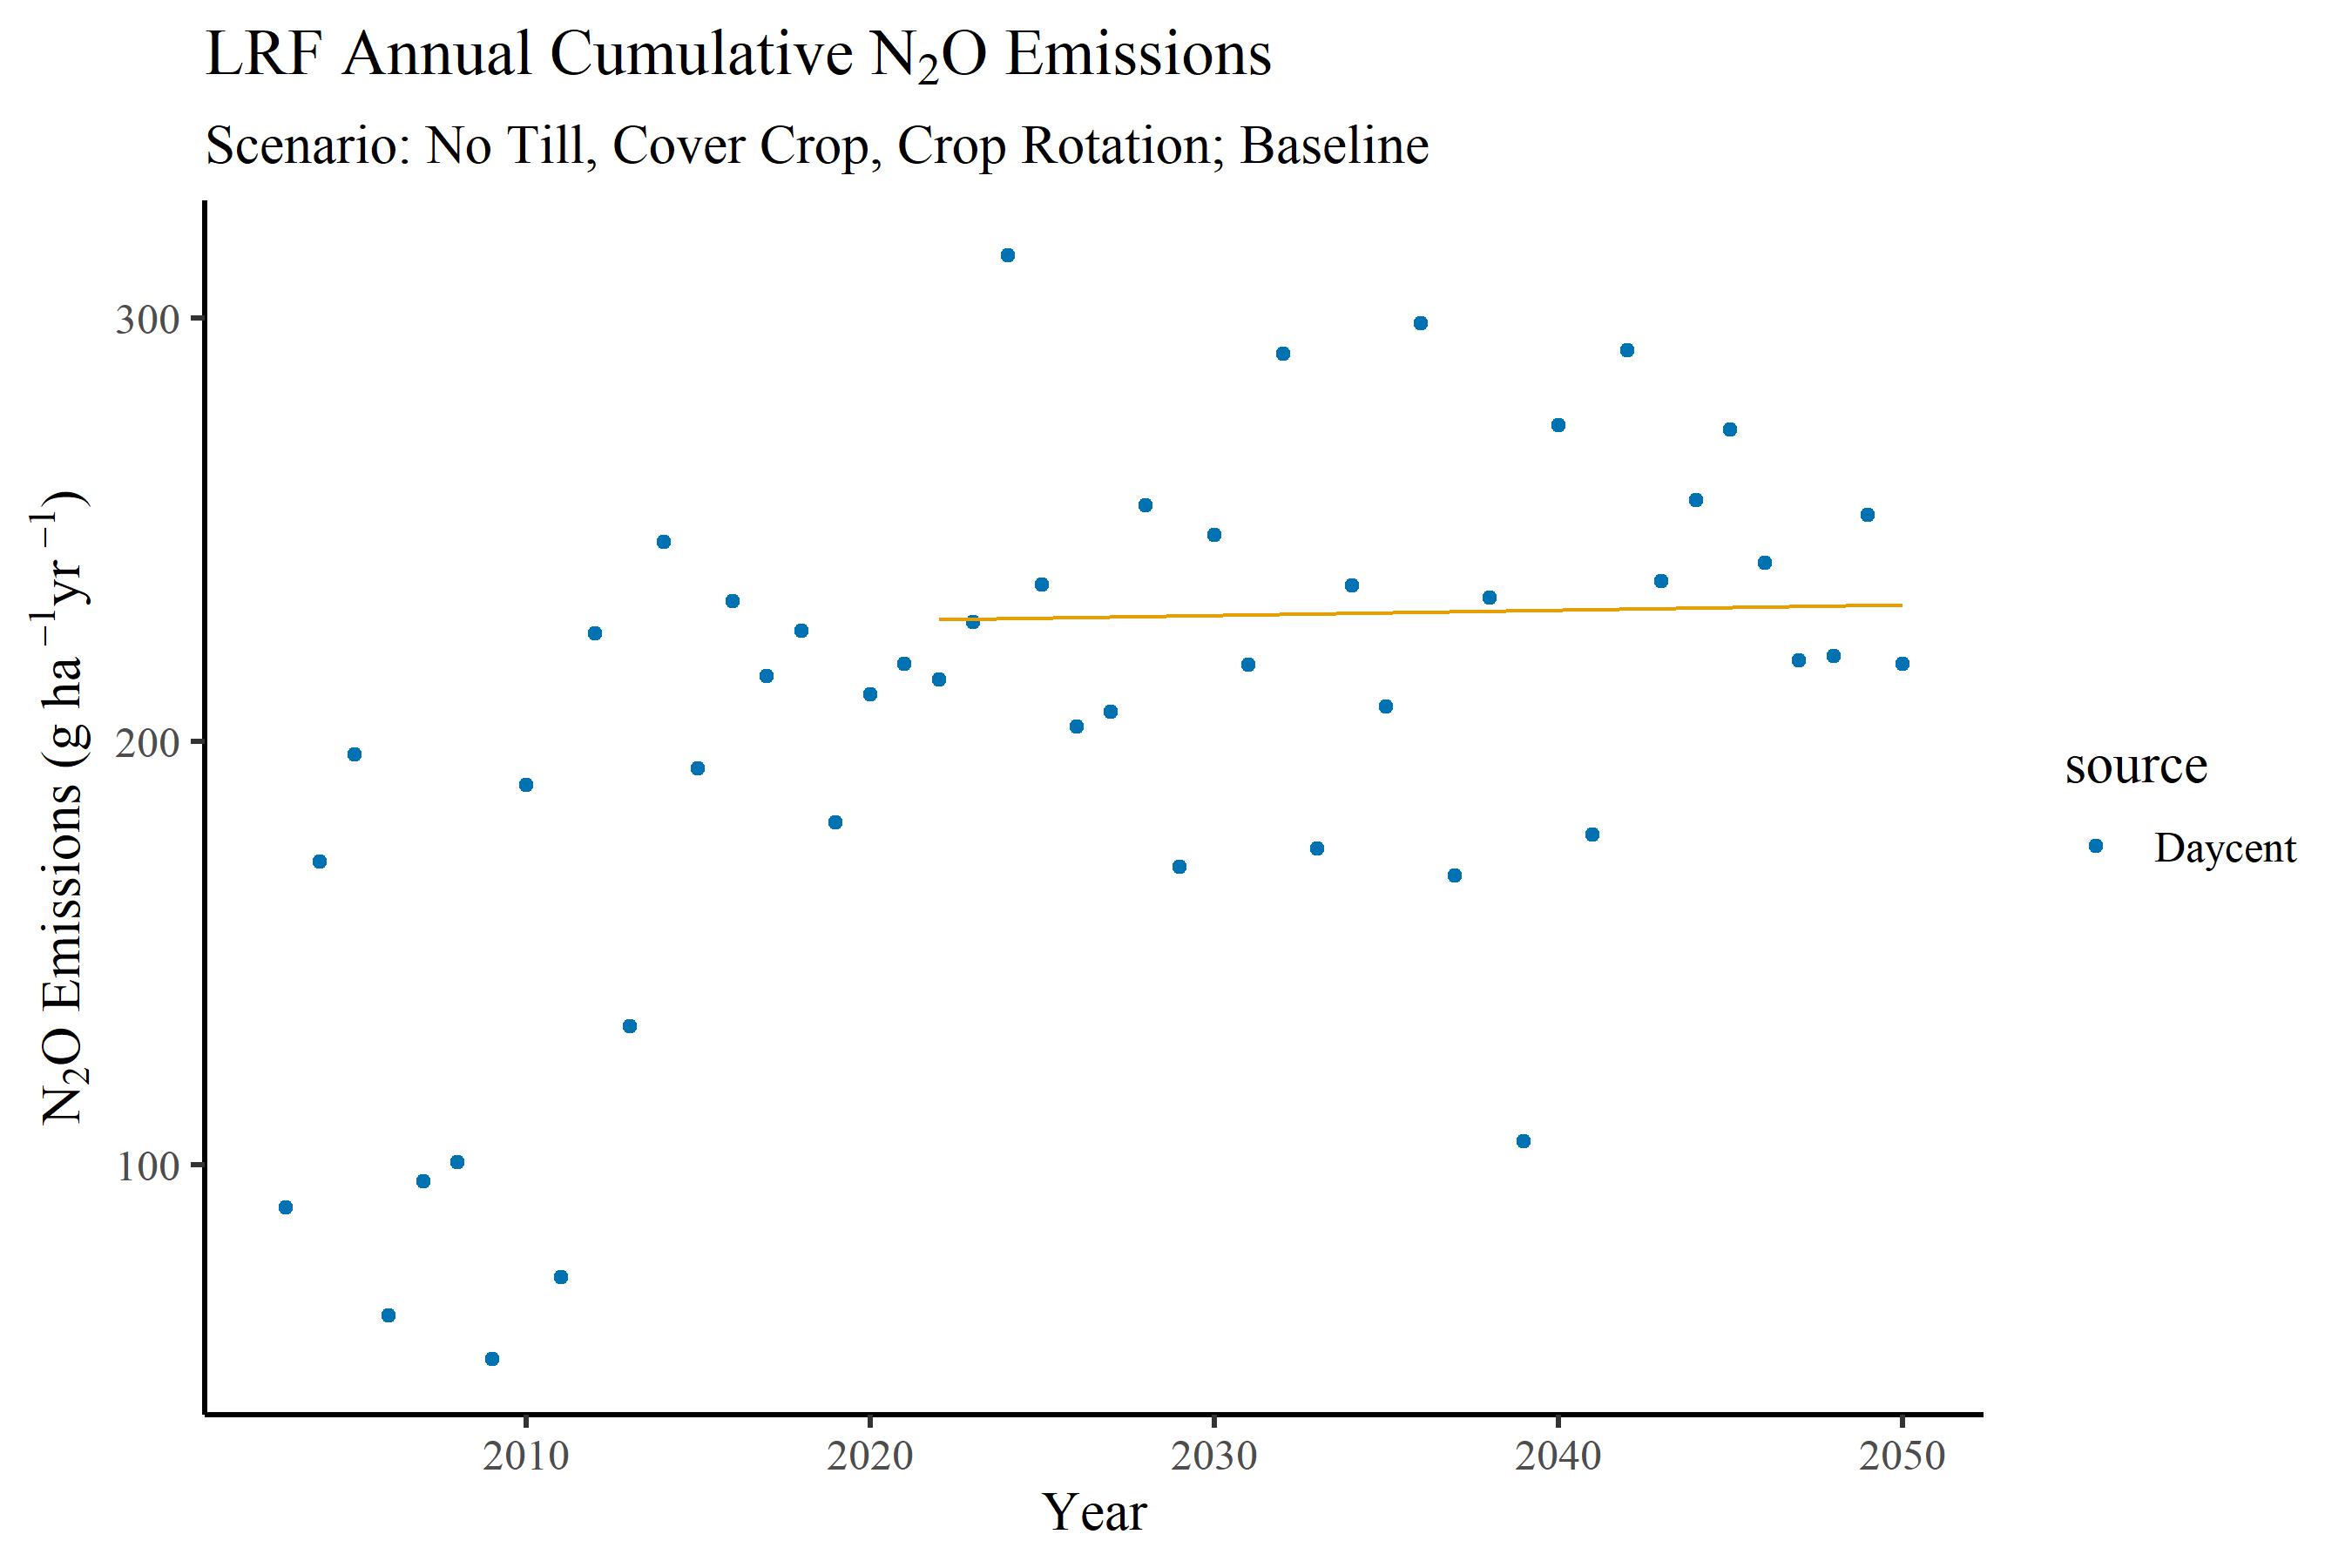 LRF Annual Cumulative N₂O Emissions
Scenario: No Till, Cover Crop, Crop Rotation; Baseline
N₂O Emissions (g ha ⁻¹yr ⁻¹)
300
200
100
2010 2020 2030 2040 2050
Year
source
Daycent